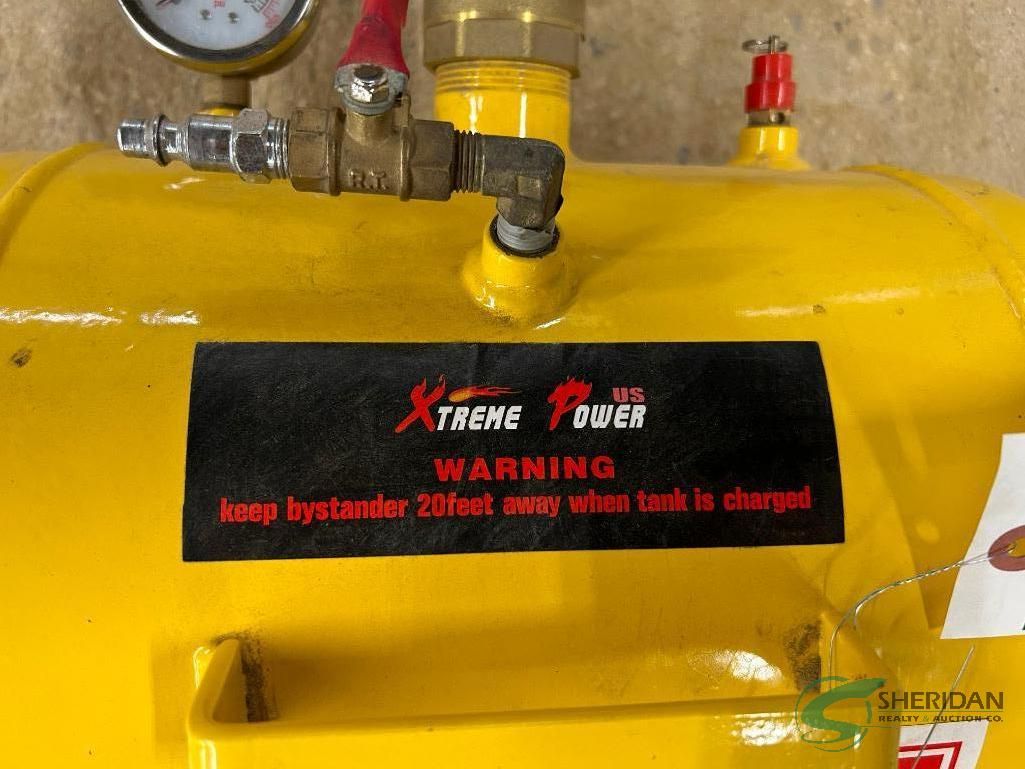 R.T.
US
XTREME POWER
WARNING
keep bystander 20feet away when tank is charged
SHERIDAN
REALTY & AUCTION CO.